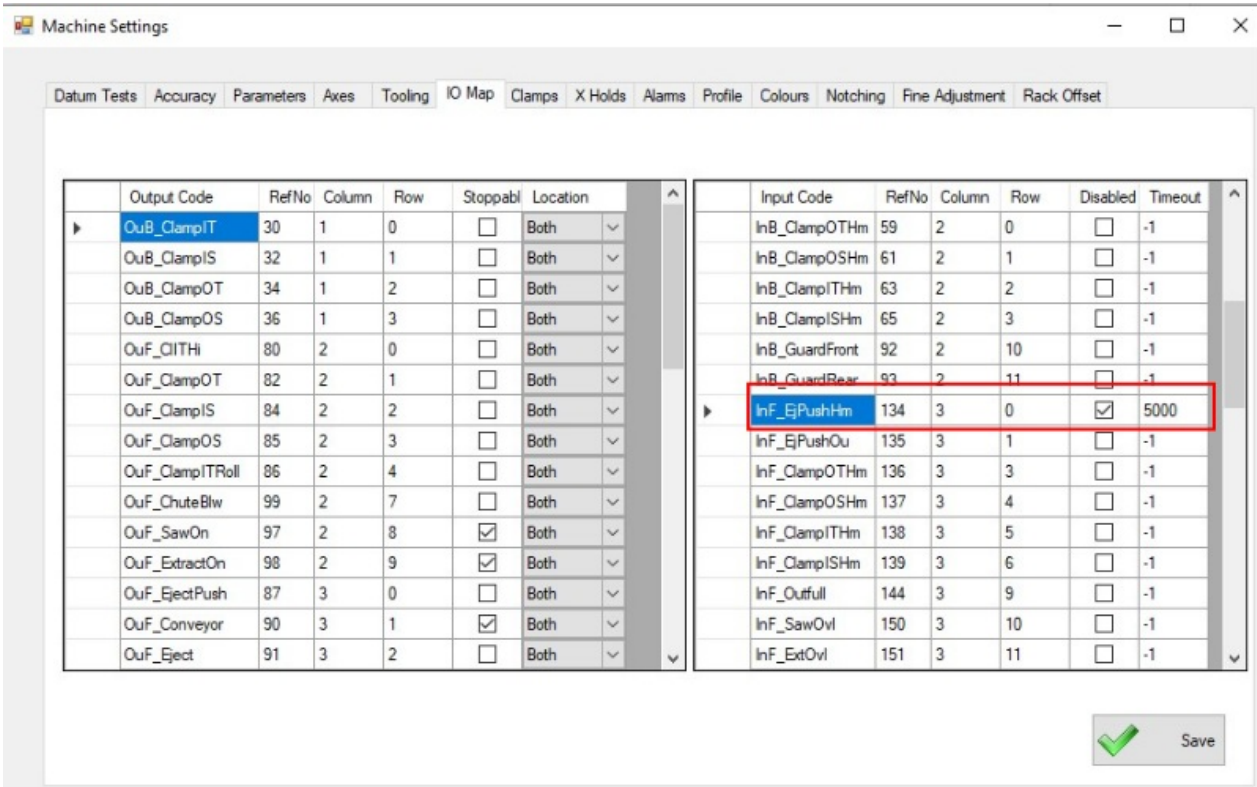 Machine Settings
Datum Tests Accuracy Parameters Axes Tooling IO Map Clamps X Holds Alarms Profile Colours Notching Fine Adjustment Rack Offset
Output Code RefNo Column Row Stoppabl Location
OuB_ClampIT 30 1 0 Both
OuB_ClampIS 32 1 1 Both
OuB_ClampOT 34 1 2 Both
OuB_ClampOS 36 1 3 Both
OuF_ClITHi 80 2 0 Both
OuF_ClampOT 82 2 1 Both
OuF_ClampIS 84 2 2 Both
OuF_ClampOS 85 2 3 Both
OuF_ClampITRoll 86 2 4 Both
OuF_ChuteBlw 99 2 7 Both
OuF_SawOn 97 2 8 Both
OuF_ExtractOn 98 2 9 Both
OuF_EjectPush 87 3 0 Both
OuF_Conveyor 90 3 1 Both
OuF_Eject 91 3 2 Both
Input Code RefNo Column Row Disabled Timeout
InB_ClampOTHm 59 2 0 -1
InB_ClampOSHm 61 2 1 -1
InB_ClampITHm 63 2 2 -1
InB_ClampISHm 65 2 3 -1
InB_GuardFront 92 2 10 -1
InB_GuardRear 93 2 11 -1
InF_EjPushHm 134 3 0 5000
InF_EjPushOu 135 3 1 -1
InF_ClampOTHm 136 3 3 -1
InF_ClampOSHm 137 3 4 -1
InF_ClampITHm 138 3 5 -1
InF_ClampISHm 139 3 6 -1
InF_Outfull 144 3 9 -1
InF_SawOvl 150 3 10 -1
InF_ExtOvl 151 3 11 -1
Save